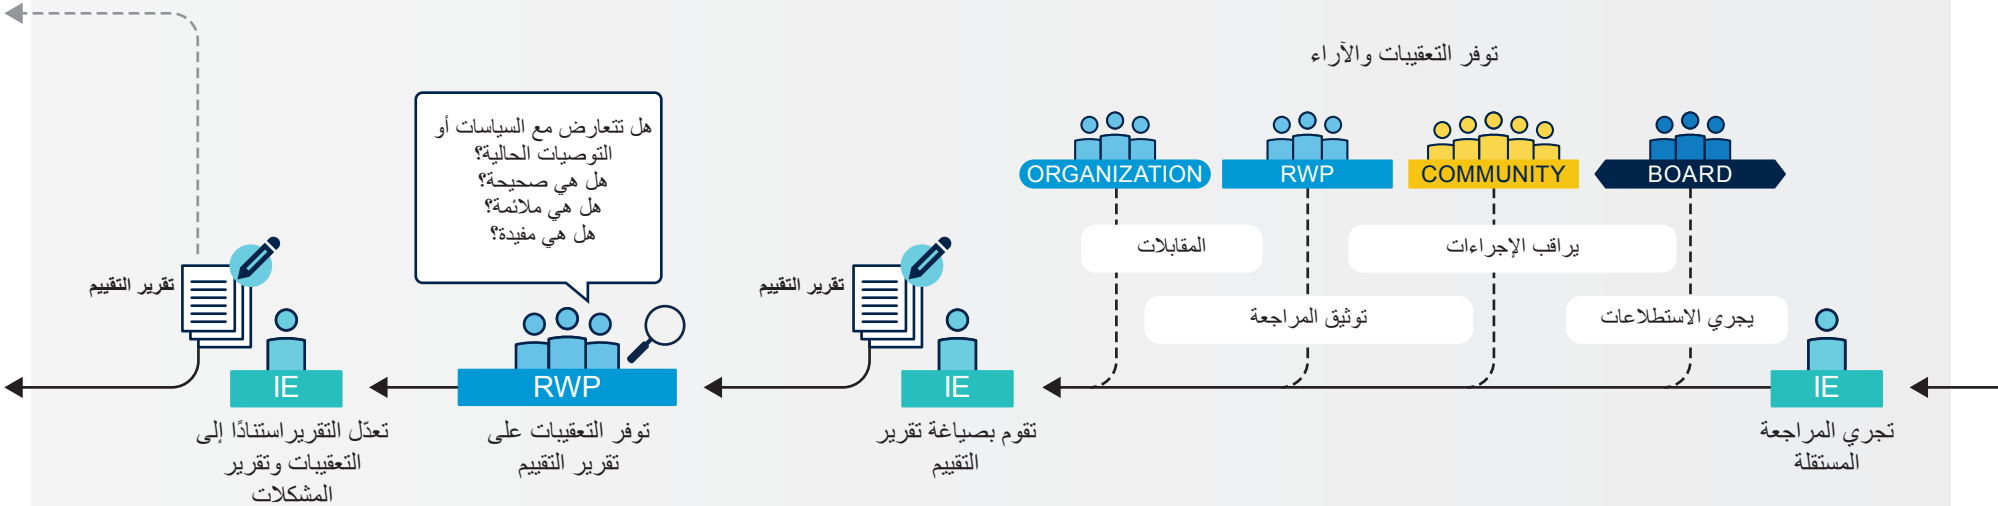 توفر التعقيبات والآراء
BOARD
COMMUNITY
RWP
ORGANIZATION
يراقب الإجراءات
المقابلات
يجري الاستطلاعات
توثيق المراجعة
IE
تجري المراجعة
المستقلة
تقرير التقييم
IE
تقوم بصياغة تقرير
التقييم
هل تتعارض مع السياسات أو
التوصيات الحالية؟
هل هي صحيحة؟
هل هي ملائمة؟
هل هي مفيدة؟
RWP
توفر التعقيبات على
تقرير التقييم
تقرير التقييم
IE
تعدّل التقريراستنادًا إلى
التعقيبات وتقرير
المشكلات